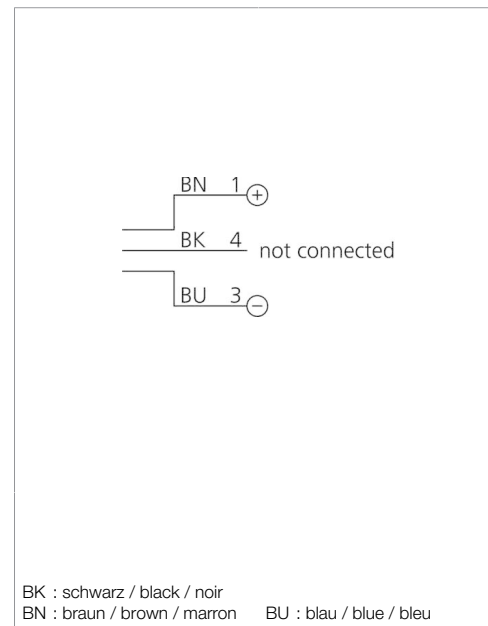 BN 1 +
BK 4 not connected
BU 3 −
BK : schwarz / black / noir
BN : braun / brown / marron BU : blau / blue / bleu